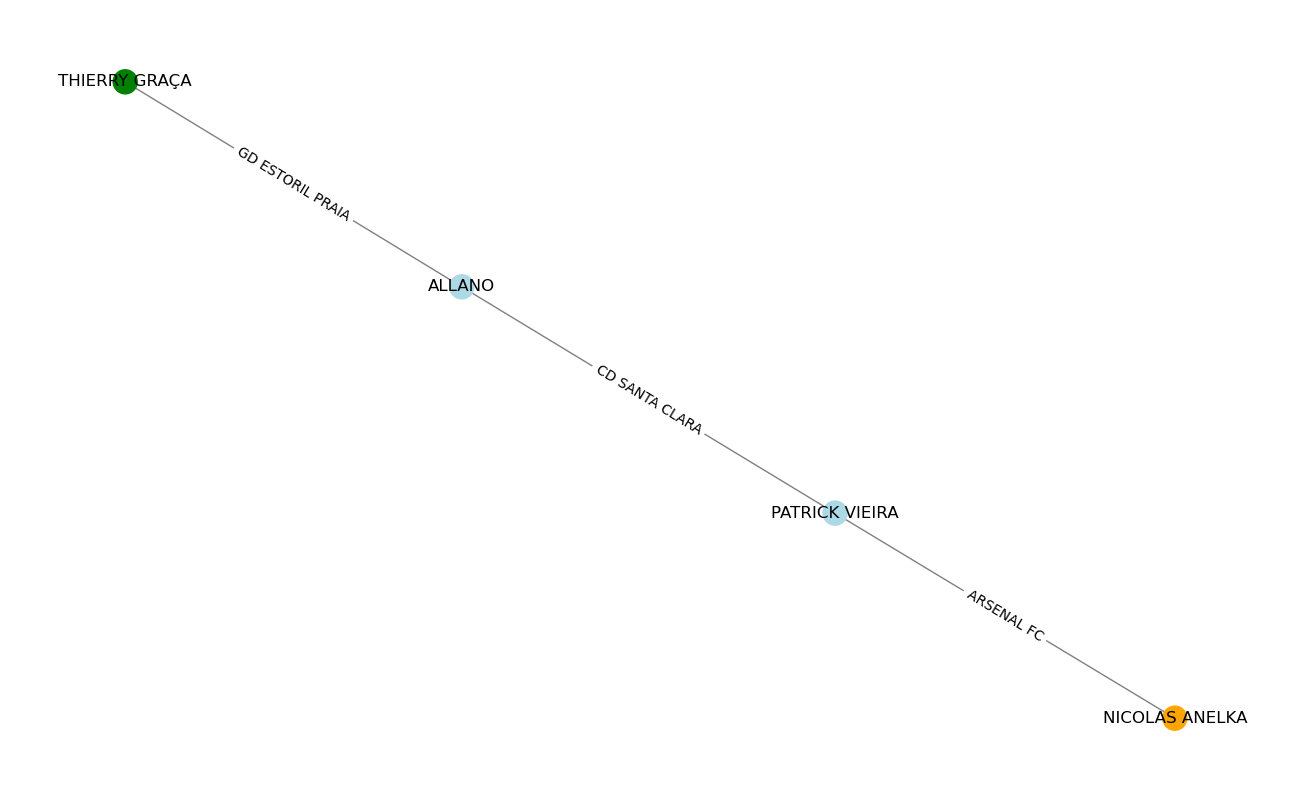 THIERRY GRAÇA
GD ESTORIL PRAIA
ALLANO
CD SANTA CLARA
PATRICK VIEIRA
ARSENAL FC
NICOLAS ANELKA